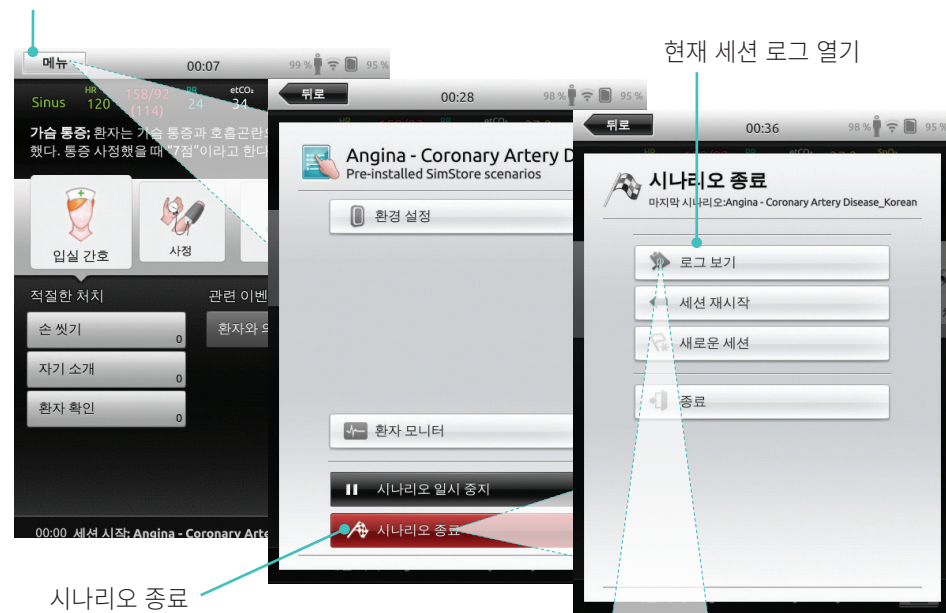 현재 세션 로그 열기
메뉴
00:07
99 %
95 %
HR
RR
etCO₂
Sinus
120
158/92
(114)
24
34
가슴 통증; 환자는 가슴 통증과 호흡곤란
했다. 통증 사정했을 때 "7점"이라고 한다
입실 간호
사정
적절한 처치
관련 이벤
손 씻기
0
환자와
자기 소개
0
환자 확인
0
00:00 세션 시작: Angina - Coronary Arte
뒤로
00:28
98 %
95 %
Angina - Coronary Artery D
Pre-installed SimStore scenarios
환경 설정
환자 모니터
시나리오 일시 중지
시나리오 종료
뒤로
00:36
98 %
95 %
시나리오 종료
마지막 시나리오:Angina - Coronary Artery Disease_Korean
로그 보기
세션 재시작
새로운 세션
종료
시나리오 종료